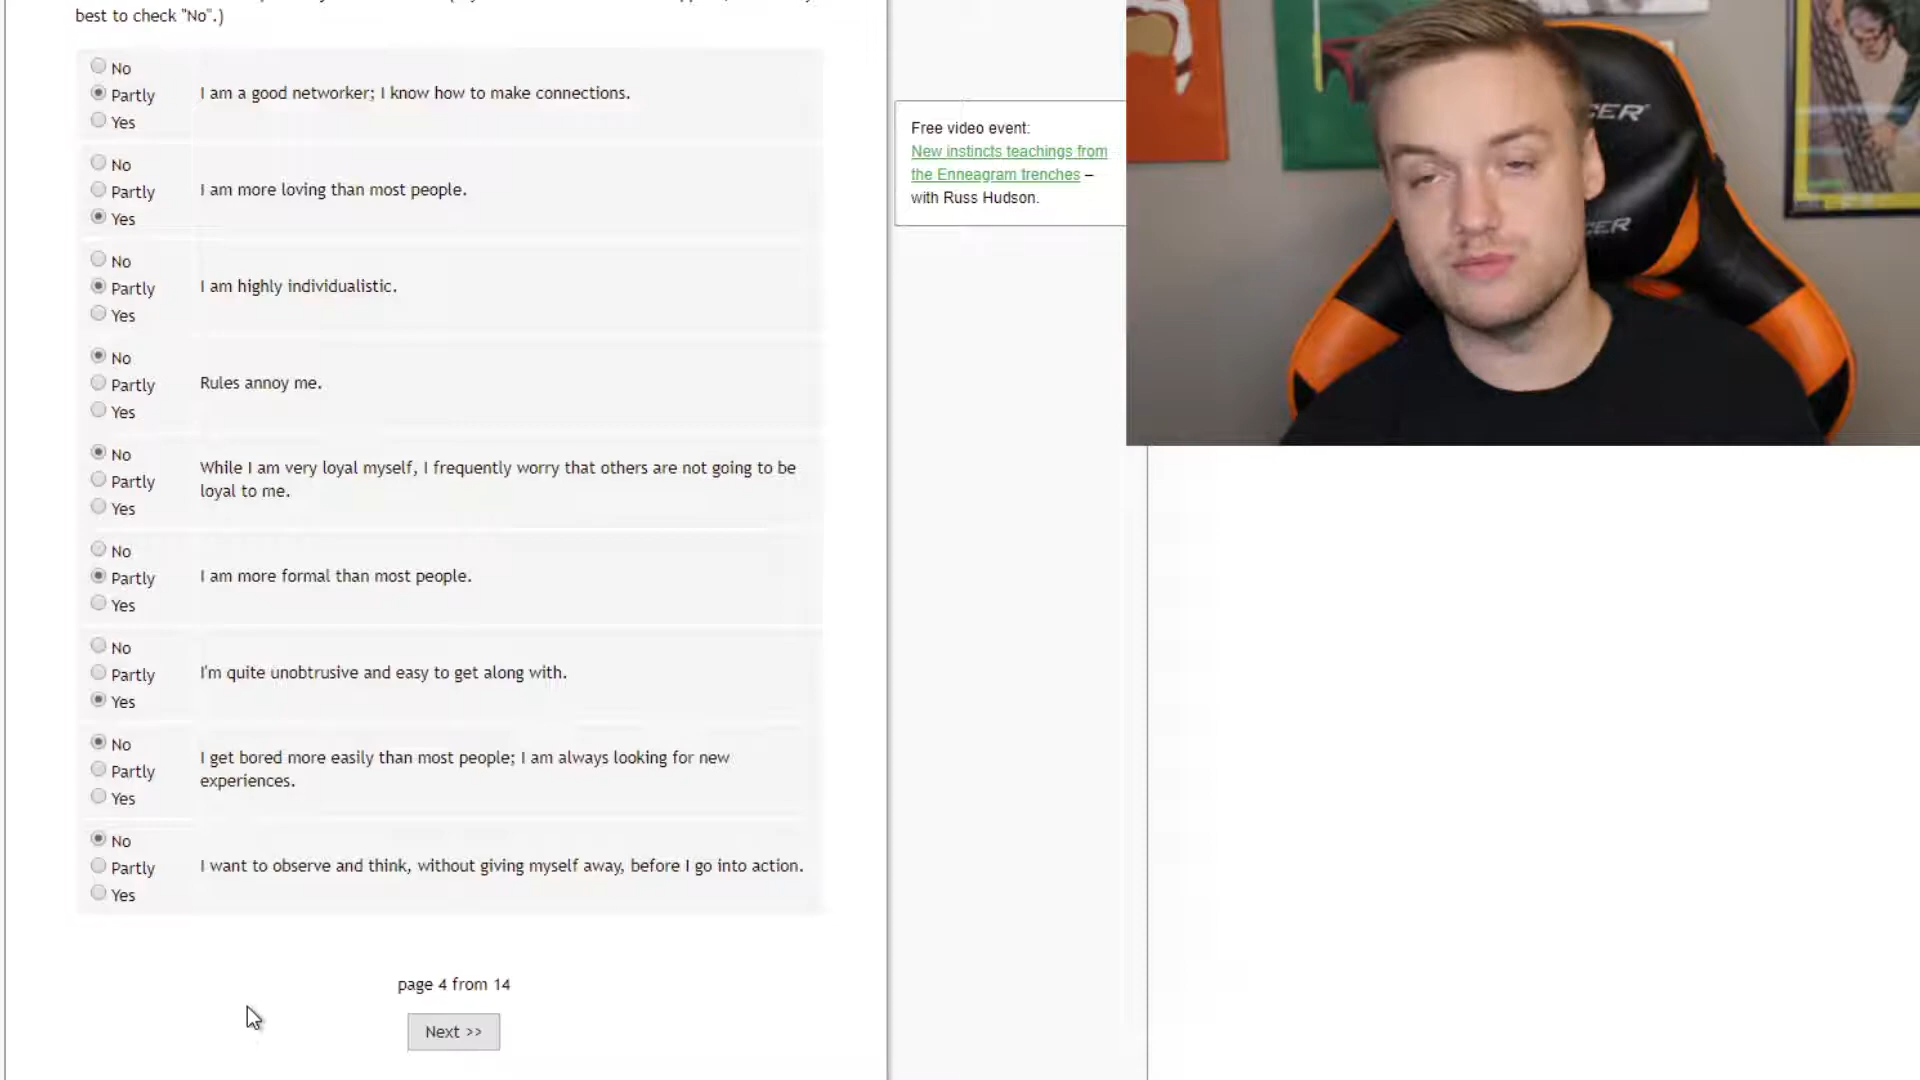 best to check "No".)
No
Partly
Yes
I am a good networker; I know how to make connections.
No
Partly
Yes
I am more loving than most people.
No
Partly
Yes
I am highly individualistic.
No
Partly
Yes
Rules annoy me.
No
Partly
Yes
While I am very loyal myself, I frequently worry that others are not going to be
loyal to me.
No
Partly
Yes
I am more formal than most people.
No
Partly
Yes
I'm quite unobtrusive and easy to get along with.
No
Partly
Yes
I get bored more easily than most people; I am always looking for new
experiences.
No
Partly
Yes
I want to observe and think, without giving myself away, before I go into action.
page 4 from 14
Next >>
Free video event:
New instincts teachings from
the Enneagram trenches –
with Russ Hudson.